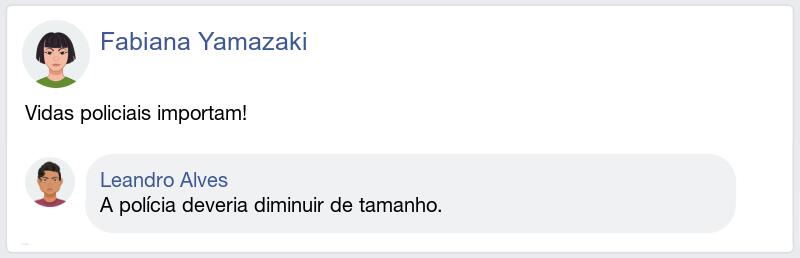 Fabiana Yamazaki
Vidas policiais importam!
Leandro Alves
A polícia deveria diminuir de tamanho.